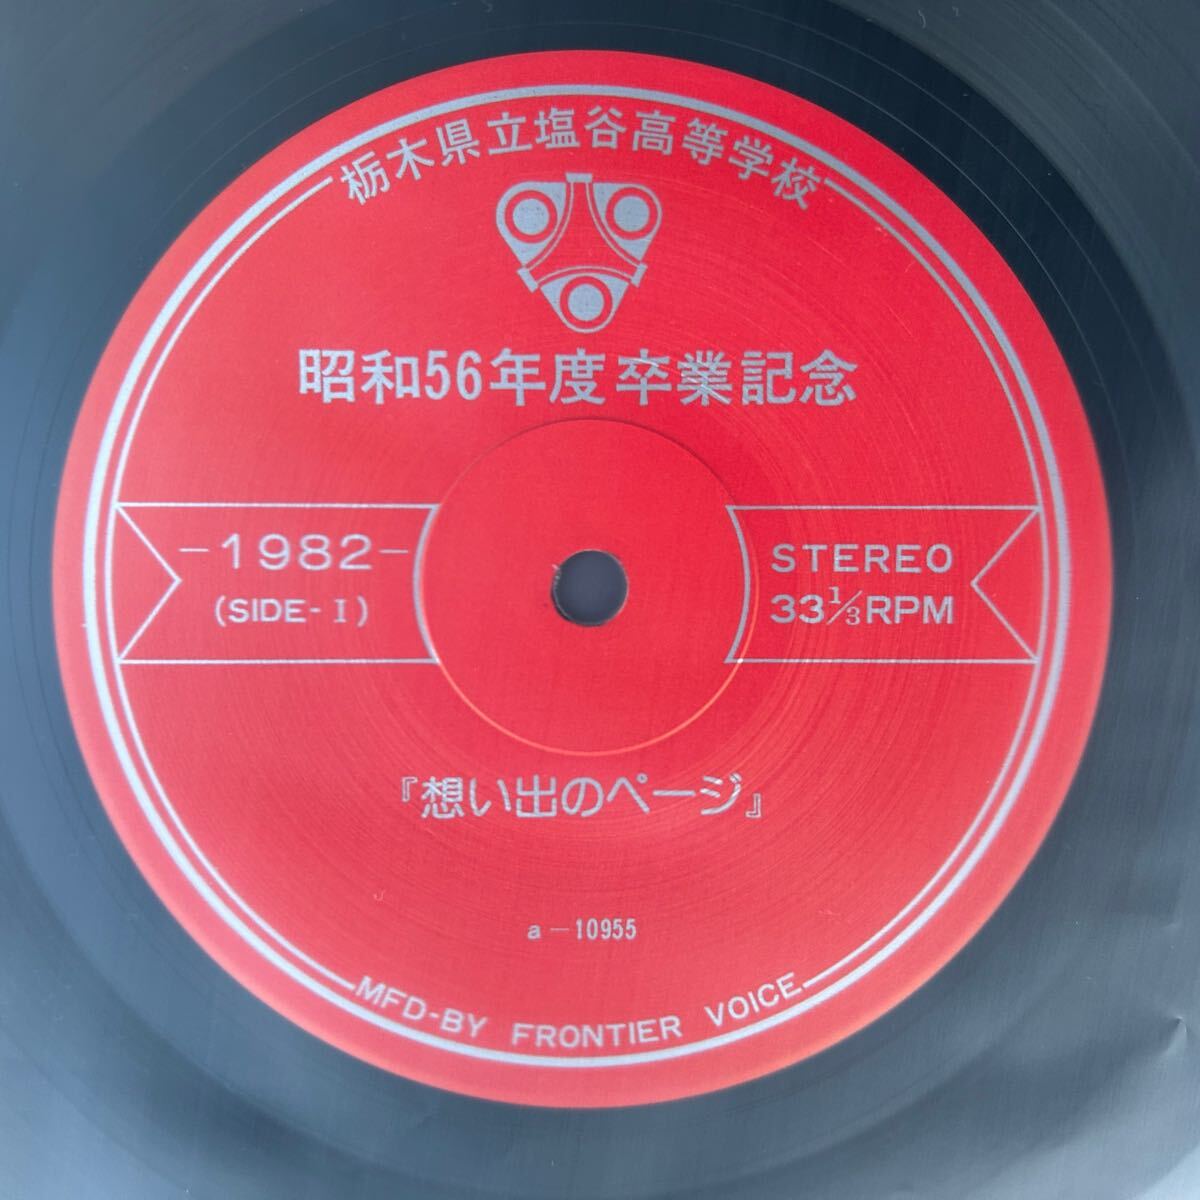 栃木県立塩谷高等学校
昭和56年度卒業記念
-1982-
(SIDE-I)
STEREO
33⅓RPM
『想い出のページ』
a-10955
MFD-BY FRONTIER VOICE